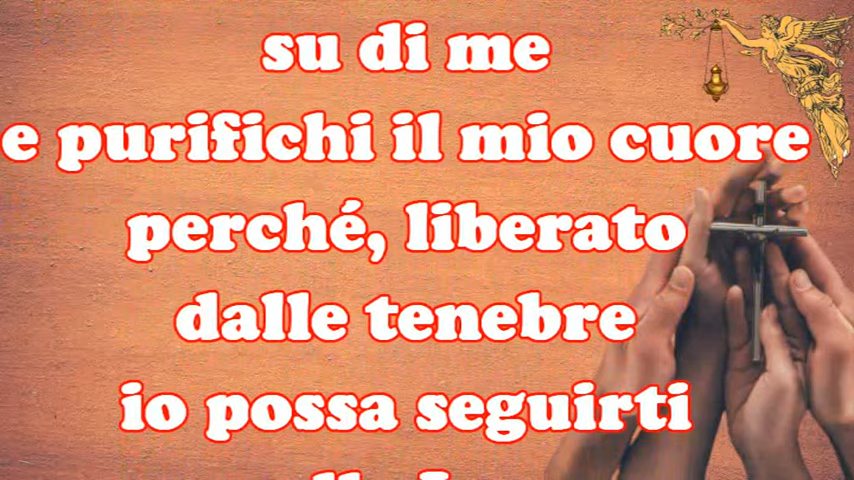 su di me
e purifichi il mio cuore
perché, liberato
dalle tenebre
io possa seguirti